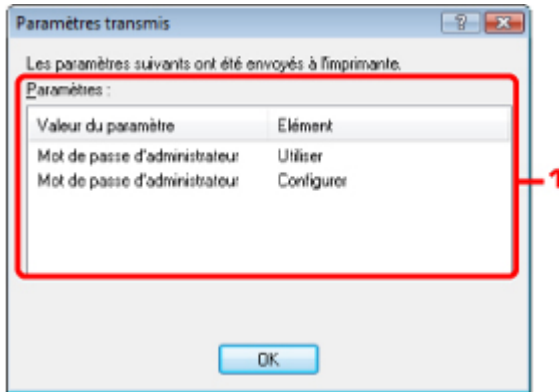 Paramètres transmis
Les paramètres suivants ont été envoyés à l'imprimante.
Paramètres :
Valeur du paramètre Elément
Mot de passe d'administrateur Utiliser
Mot de passe d'administrateur Configurer
1
OK